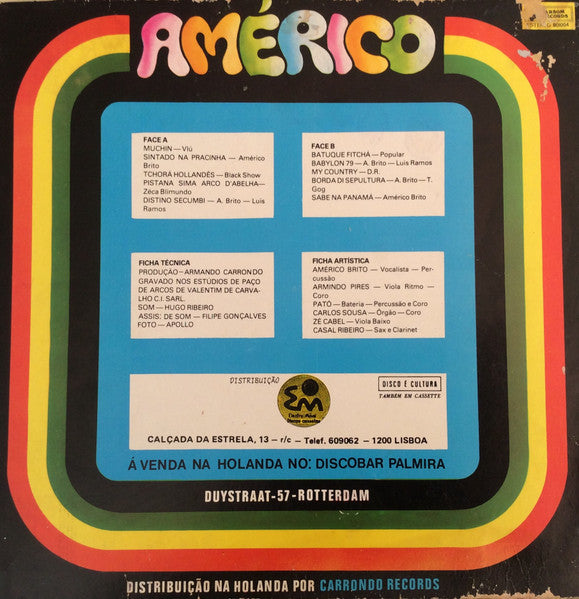 AMÉRICO
FACE A
MUCHIN — Vlú
SINTADO NA PRACINHA — Américo
Brito
TCHORÁ HOLLANDÊS — Black Show
PISTANA SIMA ARCO D'ABELHA—
Zéca Blimundo
DISTINO SECUMBI — A. Brito — Luis
Ramos
FACE B
BATUQUE FITCHÁ — Popular
BABYLON 79 — A. Brito — Luis Ramos
MY COUNTRY — D.R.
BORDA DI SEPULTURA — A. Brito — T.
Gog
SABE NA PANAMÁ — Américo Brito
FICHA TÉCNICA
PRODUÇÃO — ARMANDO CARRONDO
GRAVADO NOS ESTÚDIOS DE PAÇO
DE ARCOS DE VALENTIM DE CARVA-
LHO C.I. SARL.
SOM — HUGO RIBEIRO
ASSIS: DE SOM — FILIPE GONÇALVES
FOTO — APOLLO
FICHA ARTÍSTICA
AMÉRICO BRITO — Vocalista — Per-
cussão
ARMINDO PIRES — Viola Ritmo —
Coro
PATÓ — Bateria — Percussão e Coro
CARLOS SOUSA — Órgão — Coro
ZÉ CABEL — Viola Baixo
CASAL RIBEIRO — Sax e Clarinet
DISTRIBUIÇÃO
DISCO É CULTURA
TAMBÉM EM CASSETTE
CALÇADA DA ESTRELA, 13 — r/c — Telef. 609062 — 1200 LISBOA
Á VENDA NA HOLANDA NO: DISCOBAR PALMIRA
DUYSTRAAT-57-ROTTERDAM
DISTRIBUIÇÃO NA HOLANDA POR CARRONDO RECORDS